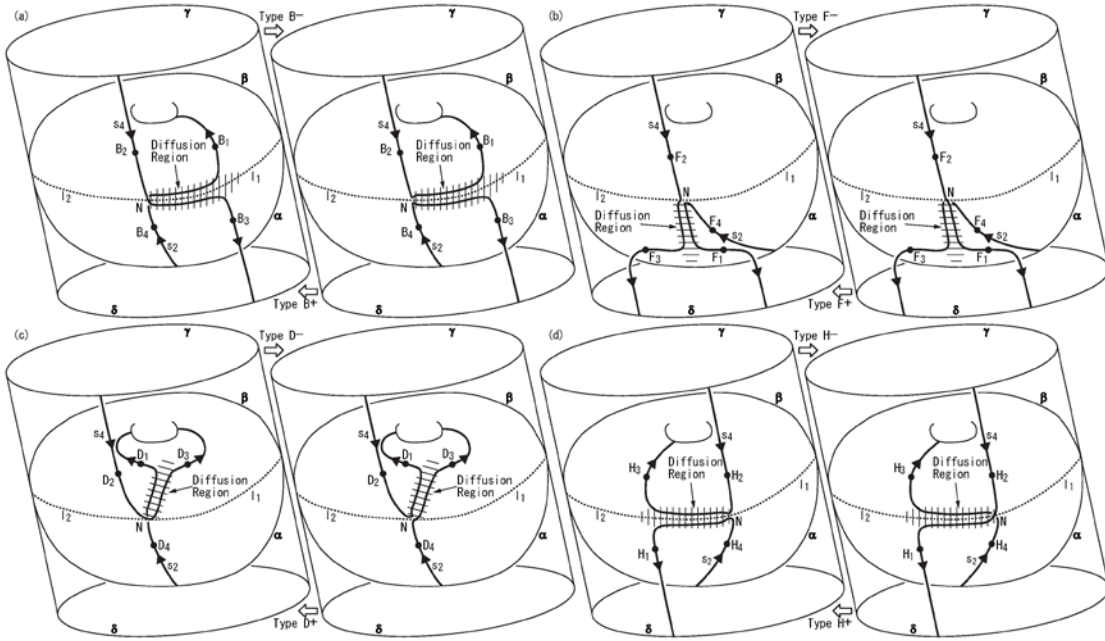 (a) γ Type B− γ (b) γ Type F− γ
β β β β
s4 s4 s4 s4
B2 Diffusion Region B1 B2 Diffusion Region B1 F2 F2
l2 l1 l2 l1 l2 l1 l2 l1
N N N N
B4 s2 B3 α B4 s2 B3 α Diffusion Region F4 s2 α Diffusion Region F4 s2 α
F3 F1 F3 F1
δ Type B+ δ δ Type F+ δ
(c) γ Type D− γ (d) γ Type H− γ
β β β β
s4 D1 D3 s4 D1 D3 s4 s4
D2 Diffusion Region D2 Diffusion Region H3 Diffusion Region H2 H3 Diffusion Region H2
l2 l1 l2 l1 l2 l1 l2 l1
N N N N
D4 s2 α D4 s2 α H1 s2 H4 α H1 s2 H4 α
δ Type D+ δ δ Type H+ δ